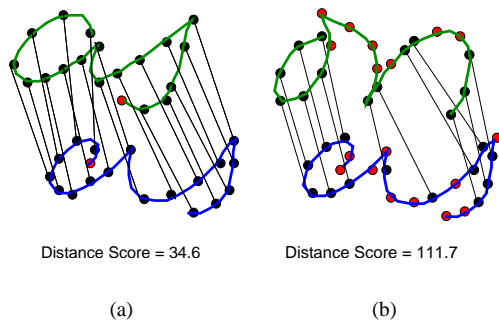 Distance Score = 34.6
Distance Score = 111.7
(a)
(b)